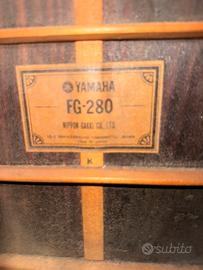 YAMAHA
FG-280
NIPPON GAKKI CO., LTD.
K
subito